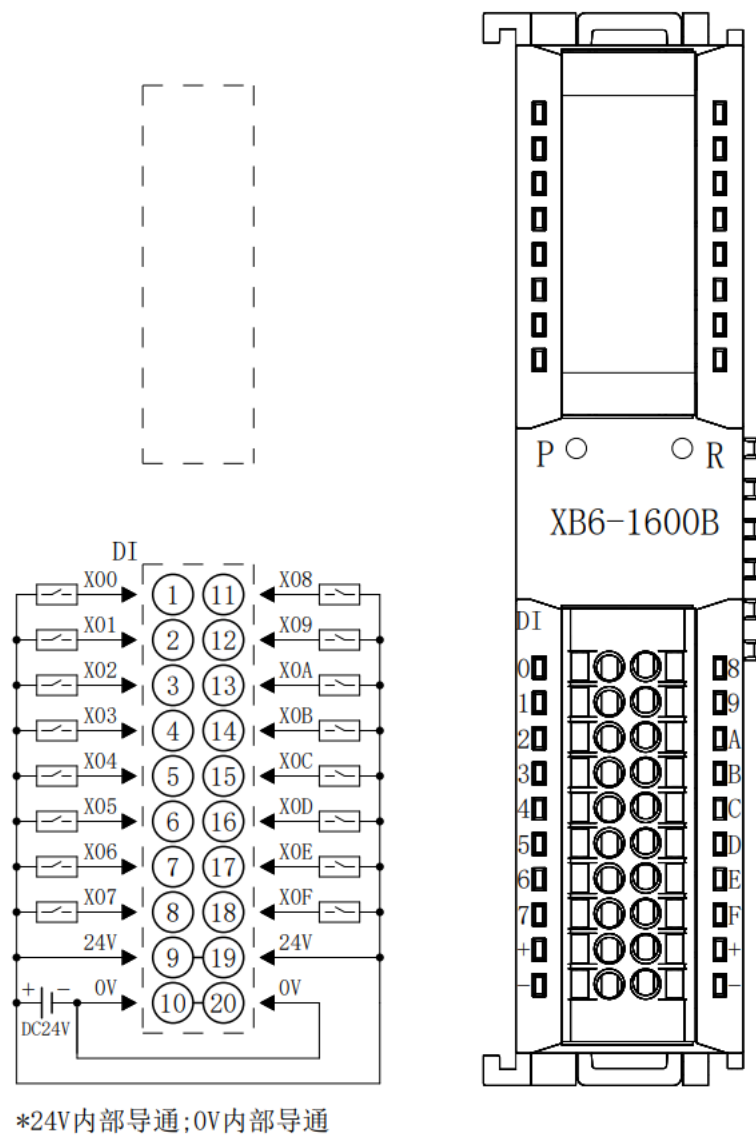 P R
XB6-1600B
DI
X00 1 11 X08
X01 2 12 X09
X02 3 13 X0A
X03 4 14 X0B
X04 5 15 X0C
X05 6 16 X0D
X06 7 17 X0E
X07 8 18 X0F
24V 9 19 24V
+ − 0V 10 20 0V
DC24V
DI
0 8
1 9
2 A
3 B
4 C
5 D
6 E
7 F
+ +
- -
*24V内部导通;0V内部导通